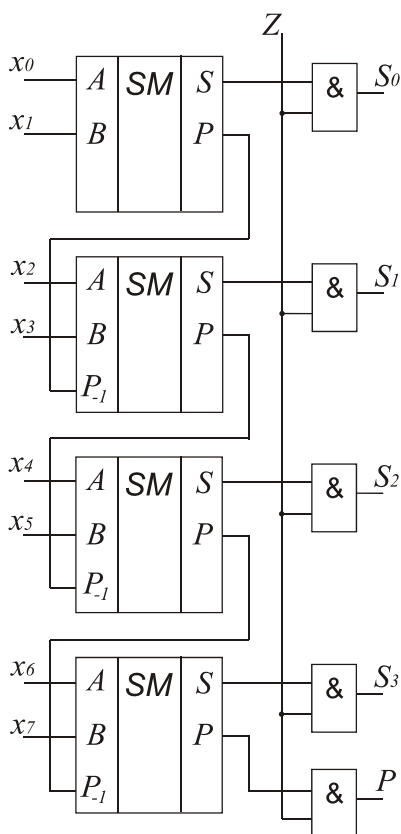 Z
x0 A SM S & S0
x1 B P
x2 A SM S & S1
x3 B P
P-1
x4 A SM S & S2
x5 B P
P-1
x6 A SM S & S3
x7 B P
P-1 & P